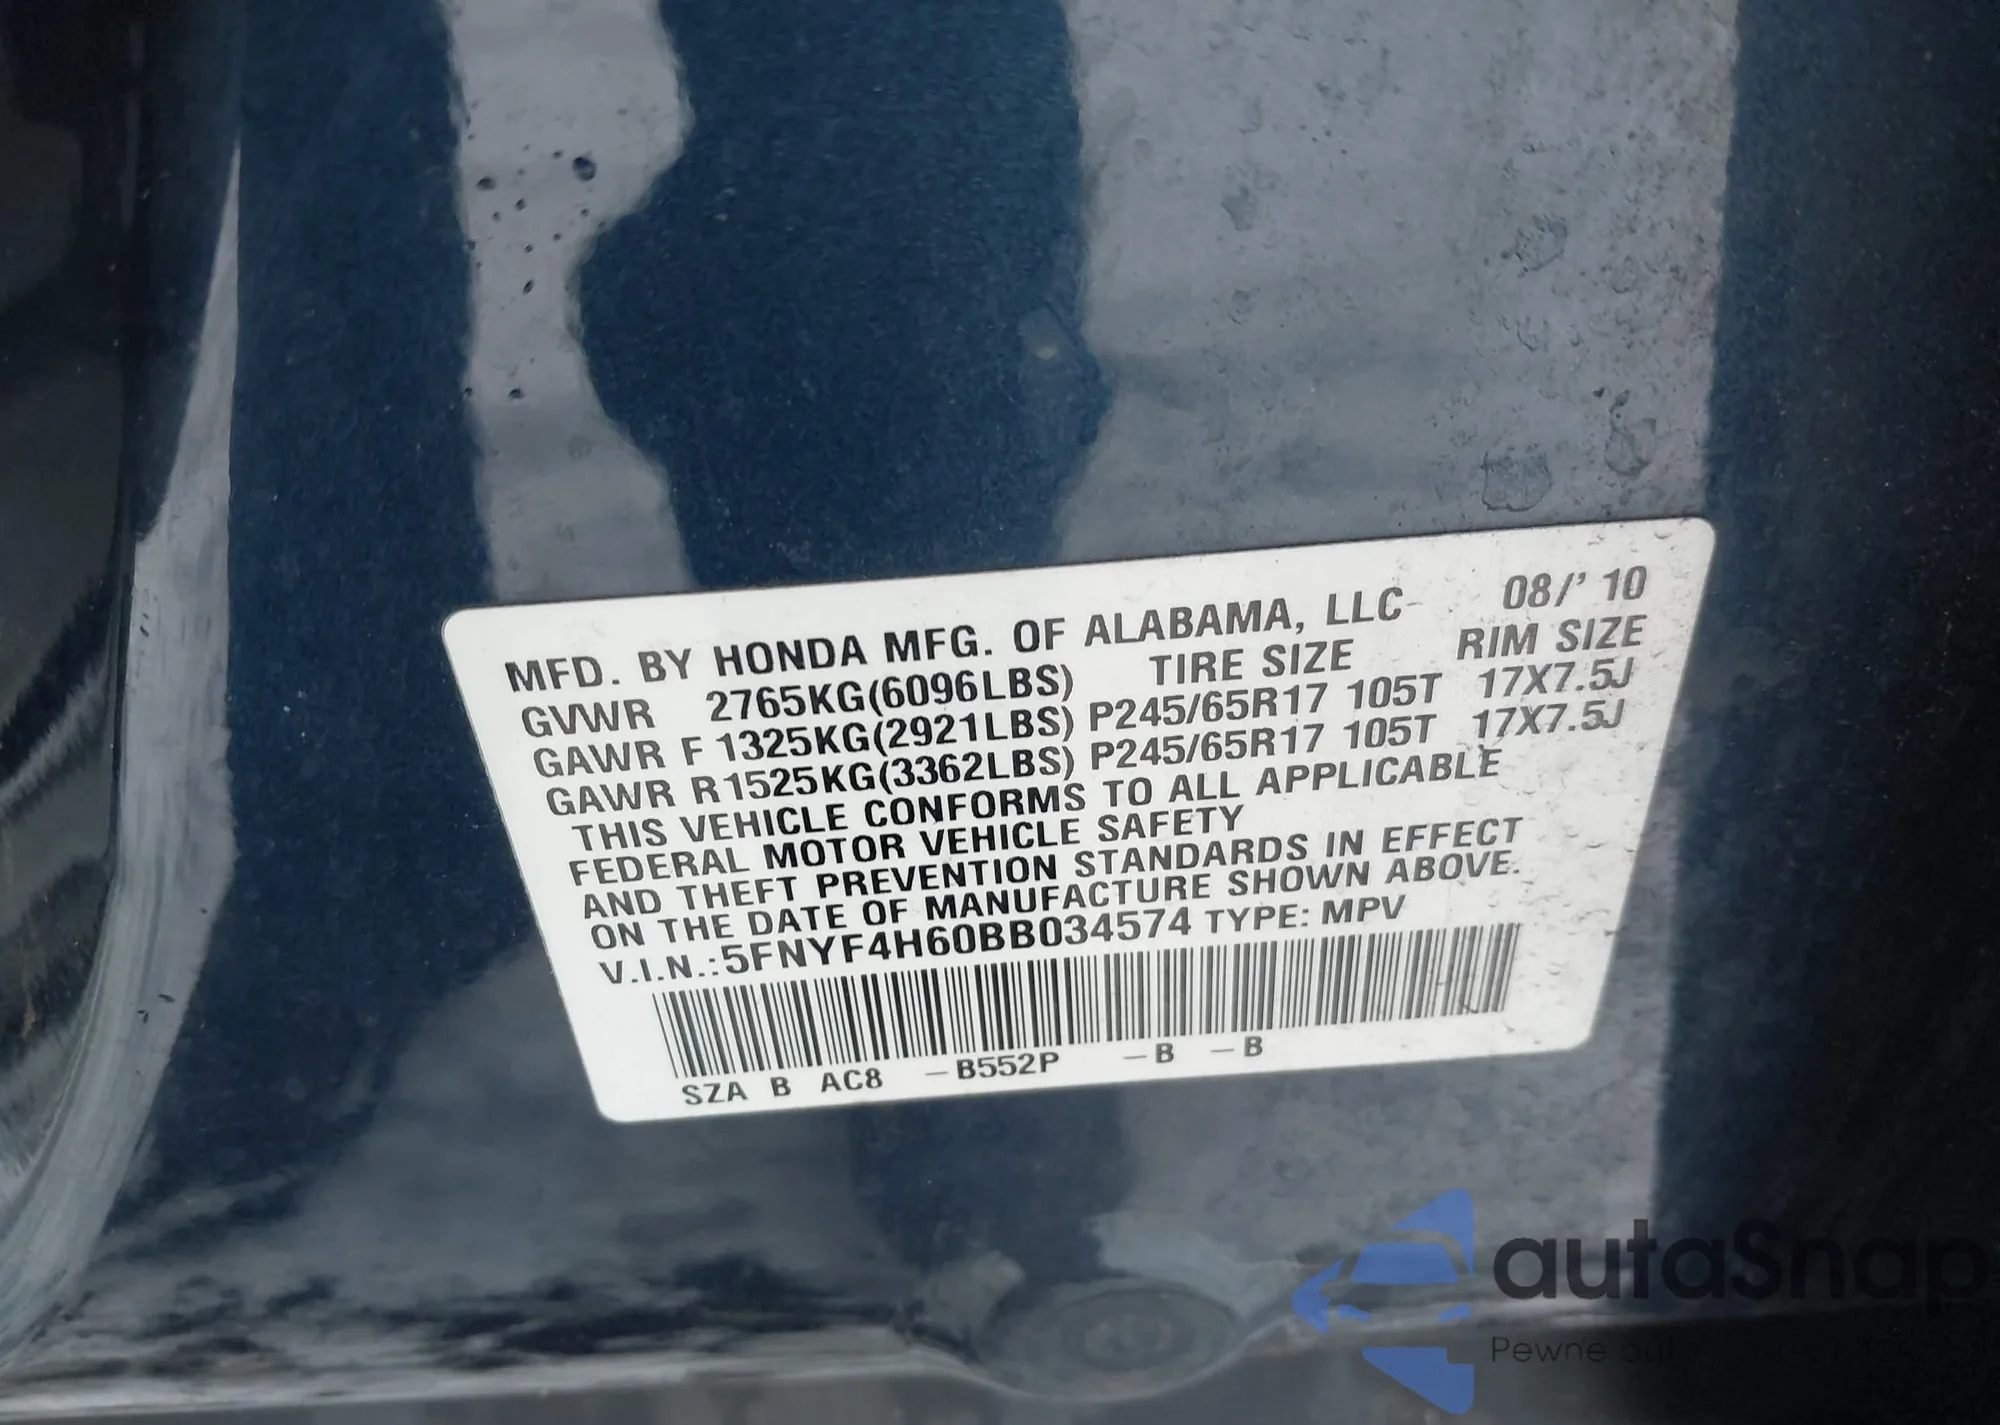 MFD. BY HONDA MFG. OF ALABAMA, LLC 08/' 10
GVWR 2765KG(6096LBS) TIRE SIZE RIM SIZE
GAWR F 1325KG(2921LBS) P245/65R17 105T 17X7.5J
GAWR R1525KG(3362LBS) P245/65R17 105T 17X7.5J
THIS VEHICLE CONFORMS TO ALL APPLICABLE
FEDERAL MOTOR VEHICLE SAFETY
AND THEFT PREVENTION STANDARDS IN EFFECT
ON THE DATE OF MANUFACTURE SHOWN ABOVE.
V.I.N.:5FNYF4H60BB034574 TYPE: MPV
SZA B AC8 –B552P –B –B
autaSnap
Pewne